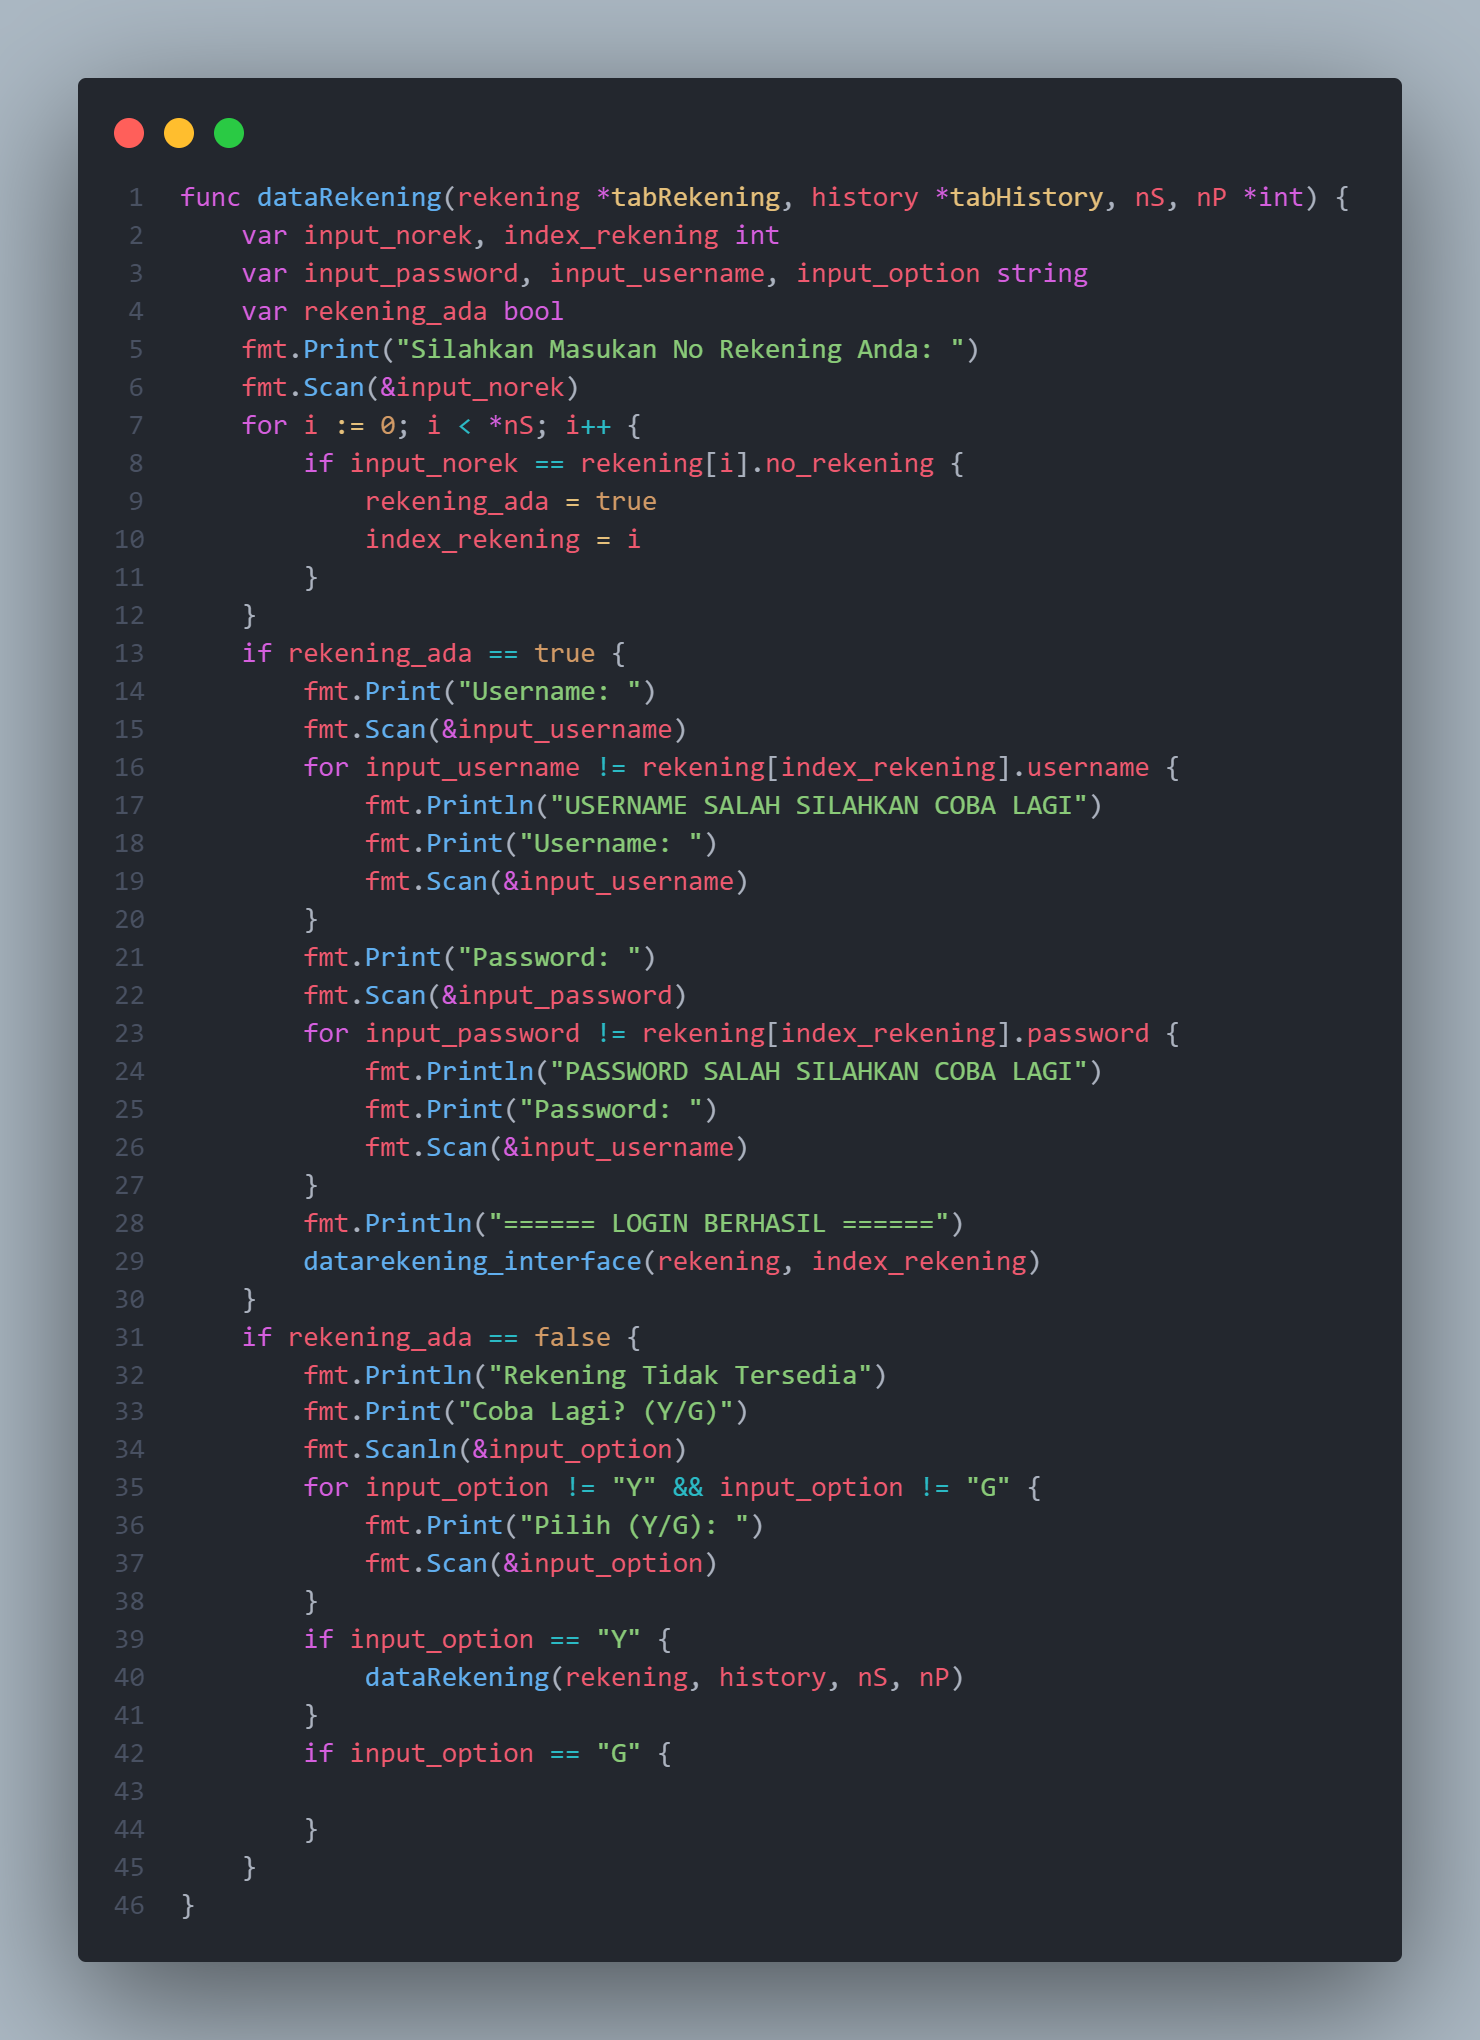 1 func dataRekening(rekening *tabRekening, history *tabHistory, nS, nP *int) {
2     var input_norek, index_rekening int
3     var input_password, input_username, input_option string
4     var rekening_ada bool
5     fmt.Print("Silahkan Masukan No Rekening Anda: ")
6     fmt.Scan(&input_norek)
7     for i := 0; i < *nS; i++ {
8         if input_norek == rekening[i].no_rekening {
9             rekening_ada = true
10             index_rekening = i
11         }
12     }
13     if rekening_ada == true {
14         fmt.Print("Username: ")
15         fmt.Scan(&input_username)
16         for input_username != rekening[index_rekening].username {
17             fmt.Println("USERNAME SALAH SILAHKAN COBA LAGI")
18             fmt.Print("Username: ")
19             fmt.Scan(&input_username)
20         }
21         fmt.Print("Password: ")
22         fmt.Scan(&input_password)
23         for input_password != rekening[index_rekening].password {
24             fmt.Println("PASSWORD SALAH SILAHKAN COBA LAGI")
25             fmt.Print("Password: ")
26             fmt.Scan(&input_username)
27         }
28         fmt.Println("====== LOGIN BERHASIL ======")
29         datarekening_interface(rekening, index_rekening)
30     }
31     if rekening_ada == false {
32         fmt.Println("Rekening Tidak Tersedia")
33         fmt.Print("Coba Lagi? (Y/G)")
34         fmt.Scanln(&input_option)
35         for input_option != "Y" && input_option != "G" {
36             fmt.Print("Pilih (Y/G): ")
37             fmt.Scan(&input_option)
38         }
39         if input_option == "Y" {
40             dataRekening(rekening, history, nS, nP)
41         }
42         if input_option == "G" {
43
44         }
45     }
46 }